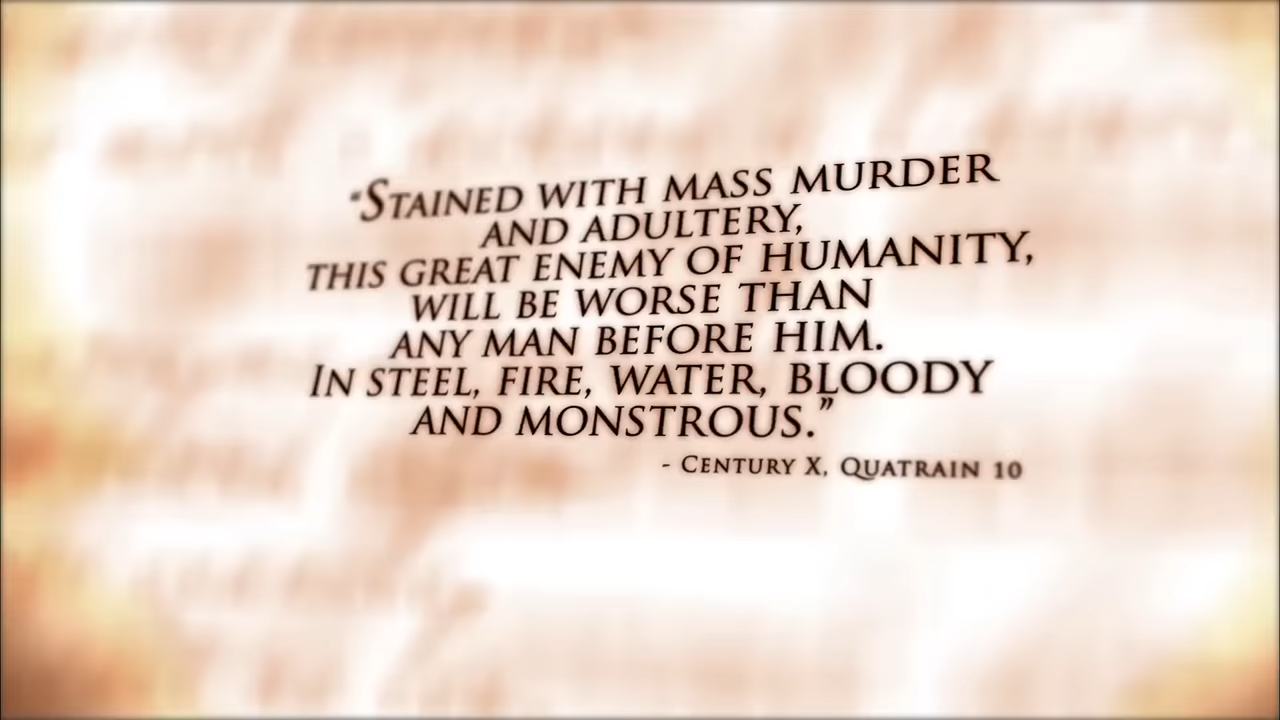 “Stained with mass murder
and adultery,
this great enemy of humanity,
will be worse than
any man before him.
In steel, fire, water, bloody
and monstrous.”
- Century X, Quatrain 10